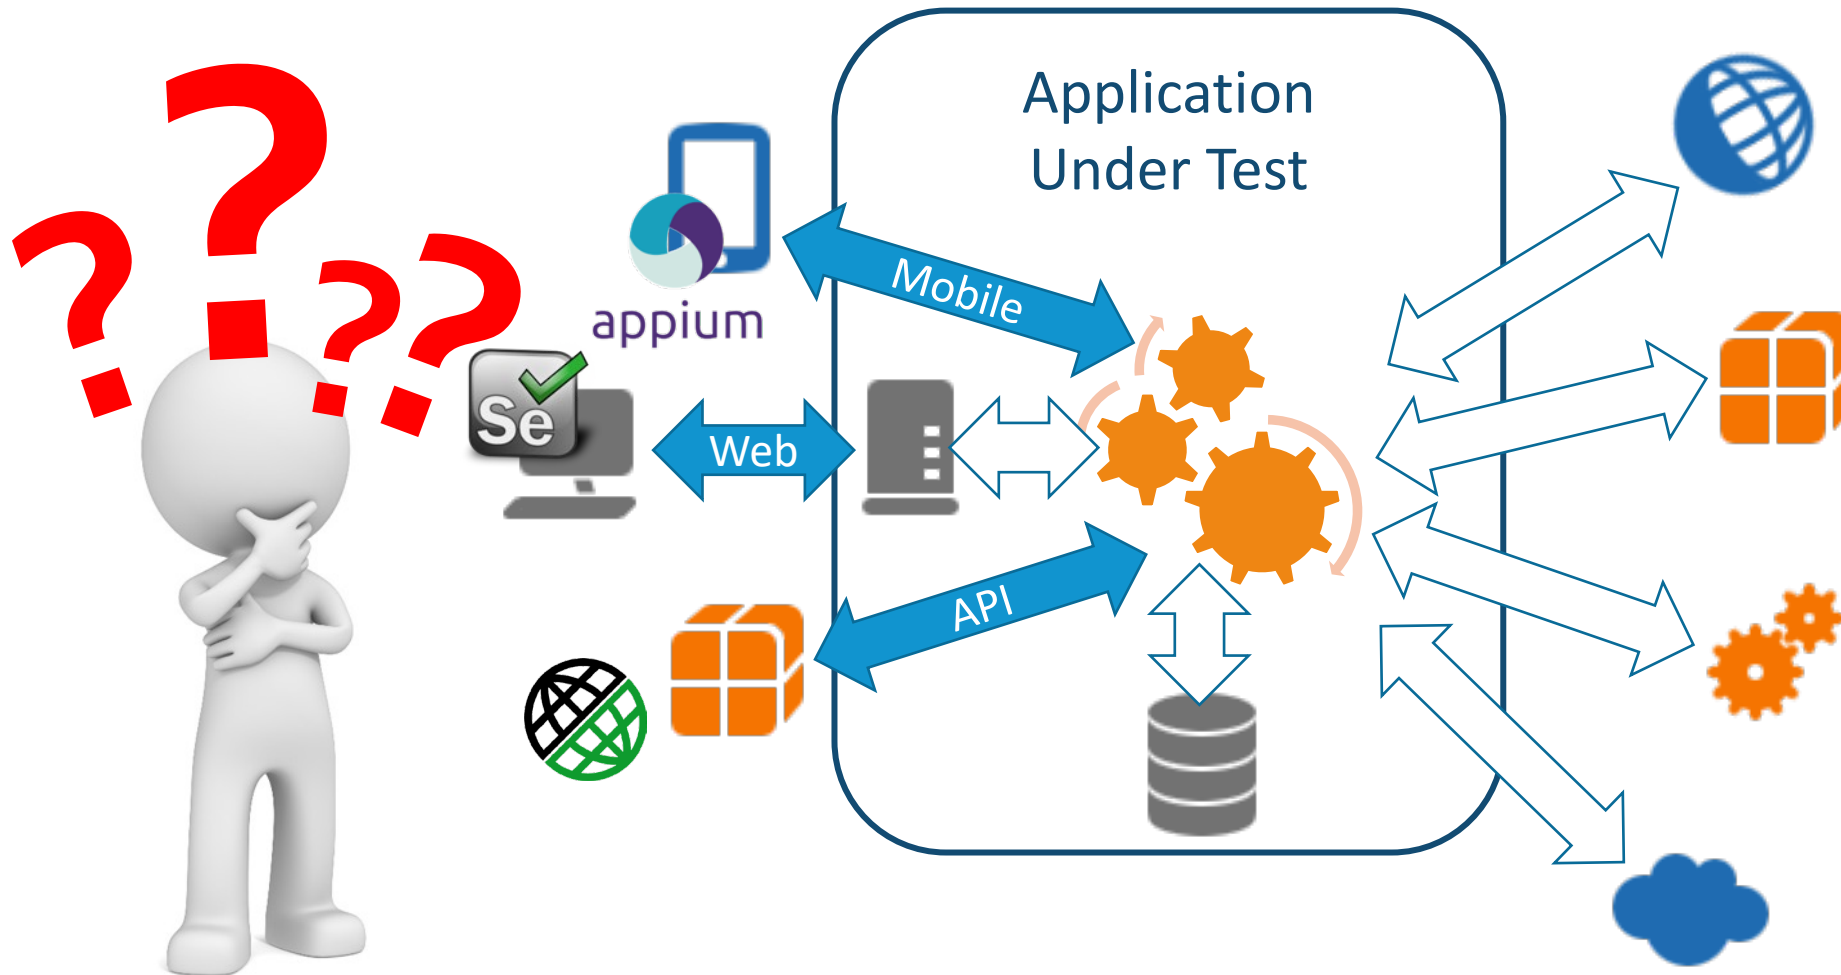 ?
?
?
?
Application
Under Test
appium
Mobile
Se
Web
API